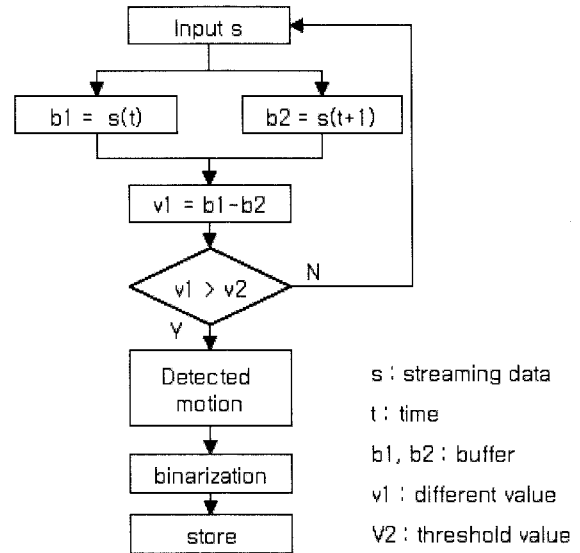 Input s
b1 = s(t)
b2 = s(t+1)
v1 = b1-b2
v1 > v2
N
Y
Detected
motion
binarization
store
s : streaming data
t : time
b1, b2 : buffer
v1 : different value
V2 : threshold value